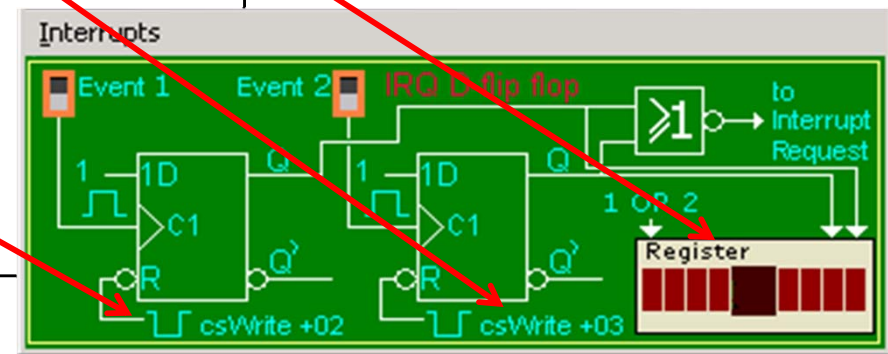 Interrupts
Event 1
Event 2
IRQ D flip flop
to
Interrupt
Request
≥1
1
1D
Q
C1
R
Q'
csWrite +02
1
1D
Q
C1
R
Q'
csWrite +03
1 OR 2
Register